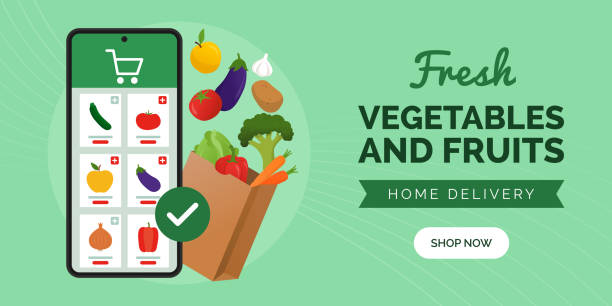 Fresh
VEGETABLES
AND FRUITS
HOME DELIVERY
SHOP NOW